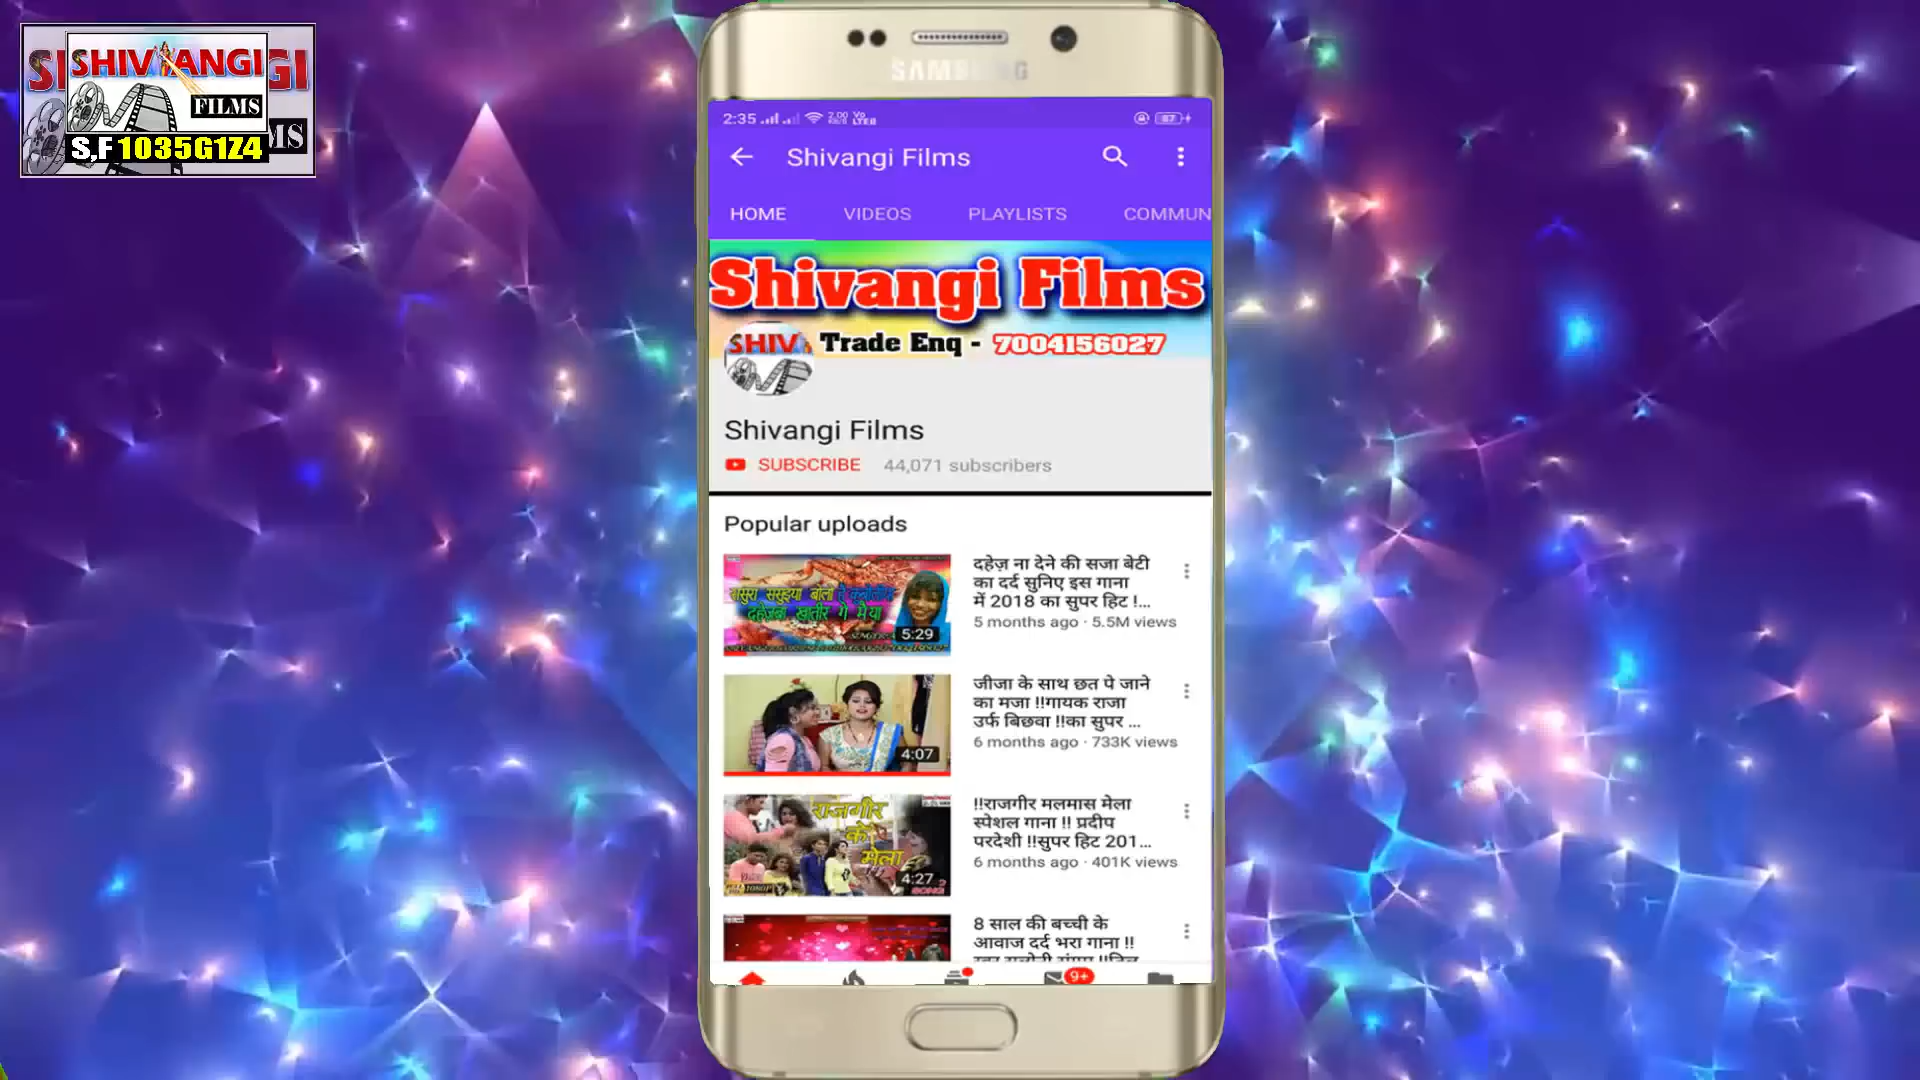 SHIVANGI
FILMS
S,F1035G1Z4
SAMSUNG
2:35
Shivangi Films
HOME VIDEOS PLAYLISTS COMMUN
Shivangi Films
SHIV
Trade Enq - 7004156027
Shivangi Films
SUBSCRIBE 44,071 subscribers
Popular uploads
5:29
दहेज़ ना देने की सजा बेटी
का दर्द सुनिए इस गाना
में 2018 का सुपर हिट !...
5 months ago · 5.5M views
4:07
जीजा के साथ छत पे जाने
का मजा !!गायक राजा
उर्फ बिछवा !!का सुपर ...
6 months ago · 733K views
राजगीर
के
मेला
4:27
!!राजगीर मलमास मेला
स्पेशल गाना !! प्रदीप
परदेशी !!सुपर हिट 201...
6 months ago · 401K views
8 साल की बच्ची के
आवाज दर्द भरा गाना !!
9+